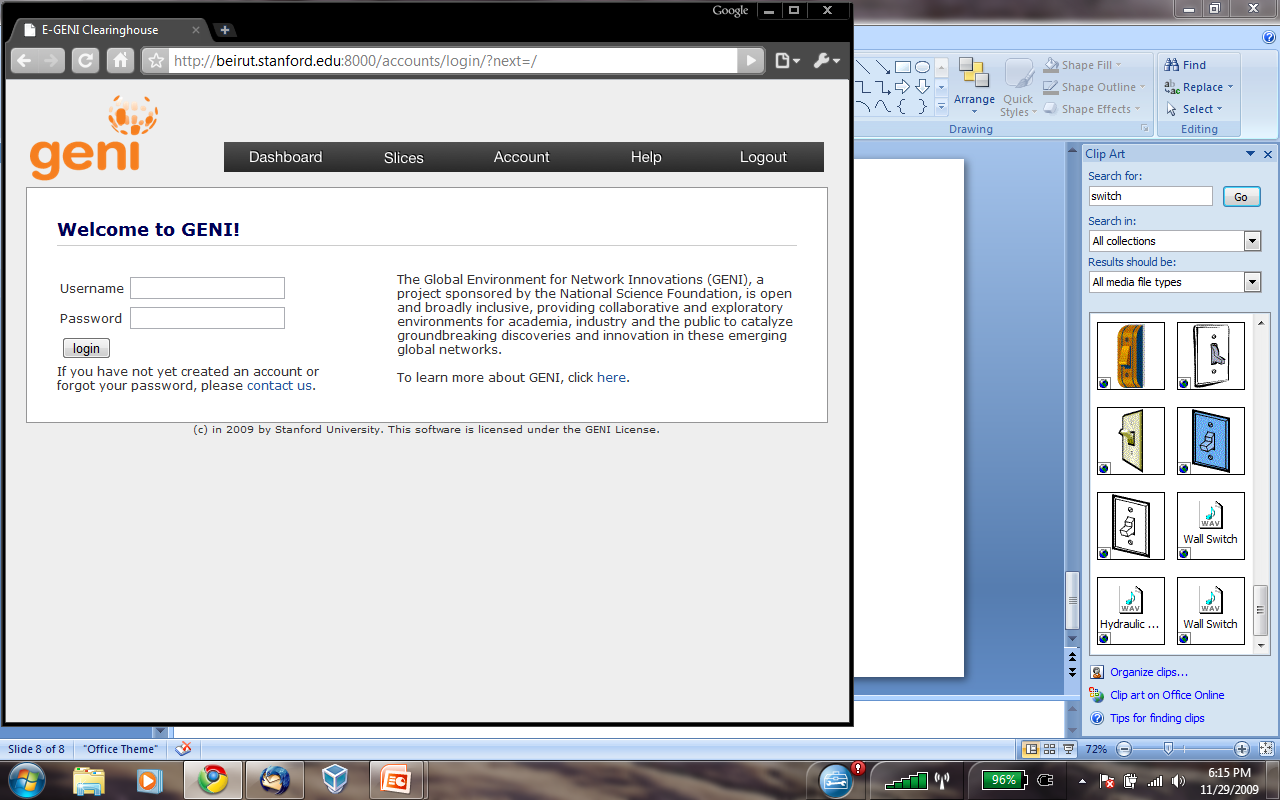 Google
E-GENI Clearinghouse
http://beirut.stanford.edu:8000/accounts/login/?next=/
geni
Dashboard Slices Account Help Logout
Welcome to GENI!
Username
Password
login
If you have not yet created an account or
forgot your password, please contact us.
The Global Environment for Network Innovations (GENI), a
project sponsored by the National Science Foundation, is open
and broadly inclusive, providing collaborative and exploratory
environments for academia, industry and the public to catalyze
groundbreaking discoveries and innovation in these emerging
global networks.
To learn more about GENI, click here.
(c) in 2009 by Stanford University. This software is licensed under the GENI License.
Arrange
Quick
Styles
Shape Fill
Shape Outline
Shape Effects
Drawing
Find
Replace
Select
Editing
Clip Art
Search for:
switch
Go
Search in:
All collections
Results should be:
All media file types
WAV
Wall Switch
WAV
Hydraulic ...
WAV
Wall Switch
Organize clips...
Clip art on Office Online
Tips for finding clips
Slide 8 of 8
"Office Theme"
72%
96%
6:15 PM
11/29/2009